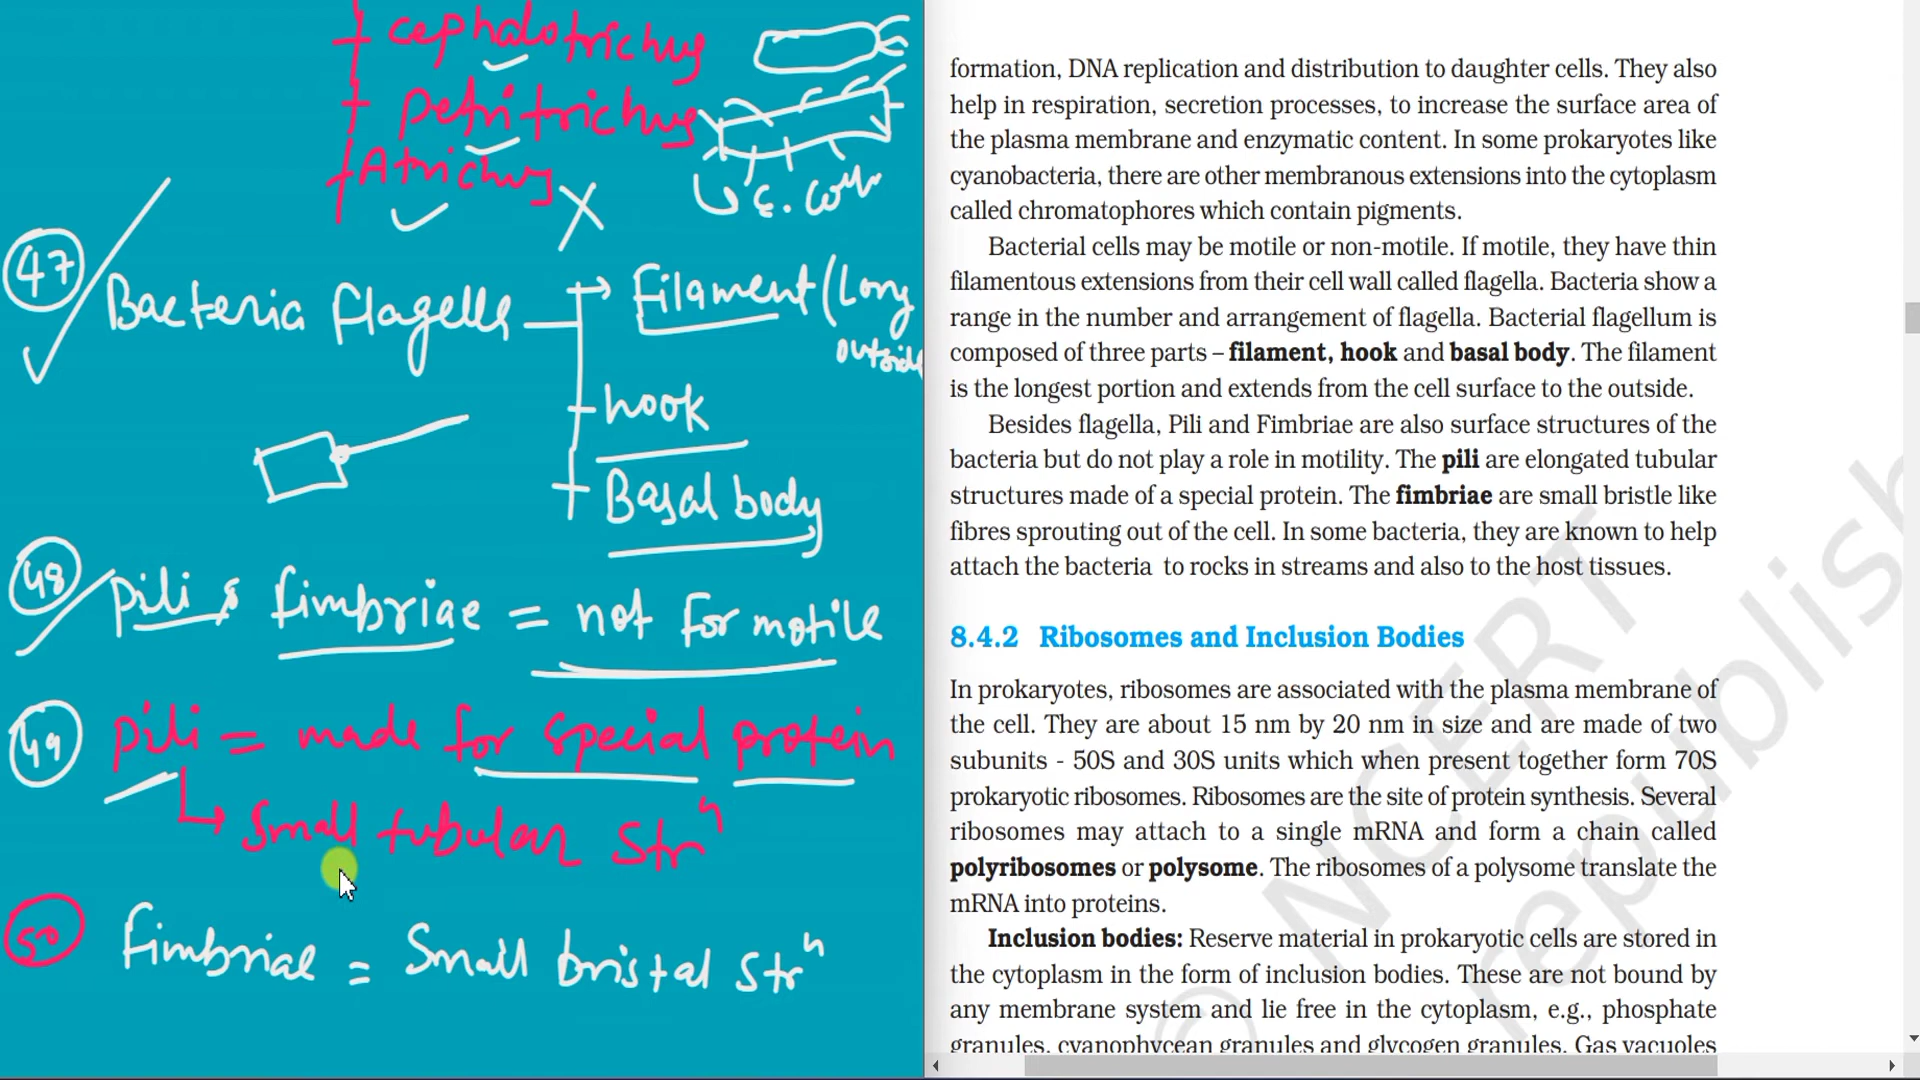 cephalotrichus
petritrichus
Atrichus
E. coli
47
Bacteria flagella
Filament (Long
outside
hook
Basal body
48
Pili & fimbriae = not for motile
49
Pili = made for special protein
Small tubular Strⁿ
50
Fimbriae = Small bristal Strⁿ
formation, DNA replication and distribution to daughter cells. They also
help in respiration, secretion processes, to increase the surface area of
the plasma membrane and enzymatic content. In some prokaryotes like
cyanobacteria, there are other membranous extensions into the cytoplasm
called chromatophores which contain pigments.
Bacterial cells may be motile or non-motile. If motile, they have thin
filamentous extensions from their cell wall called flagella. Bacteria show a
range in the number and arrangement of flagella. Bacterial flagellum is
composed of three parts – filament, hook and basal body. The filament
is the longest portion and extends from the cell surface to the outside.
Besides flagella, Pili and Fimbriae are also surface structures of the
bacteria but do not play a role in motility. The pili are elongated tubular
structures made of a special protein. The fimbriae are small bristle like
fibres sprouting out of the cell. In some bacteria, they are known to help
attach the bacteria to rocks in streams and also to the host tissues.
8.4.2 Ribosomes and Inclusion Bodies
In prokaryotes, ribosomes are associated with the plasma membrane of
the cell. They are about 15 nm by 20 nm in size and are made of two
subunits - 50S and 30S units which when present together form 70S
prokaryotic ribosomes. Ribosomes are the site of protein synthesis. Several
ribosomes may attach to a single mRNA and form a chain called
polyribosomes or polysome. The ribosomes of a polysome translate the
mRNA into proteins.
Inclusion bodies: Reserve material in prokaryotic cells are stored in
the cytoplasm in the form of inclusion bodies. These are not bound by
any membrane system and lie free in the cytoplasm, e.g., phosphate
granules, cyanophycean granules and glycogen granules. Gas vacuoles
© NCERT
republish